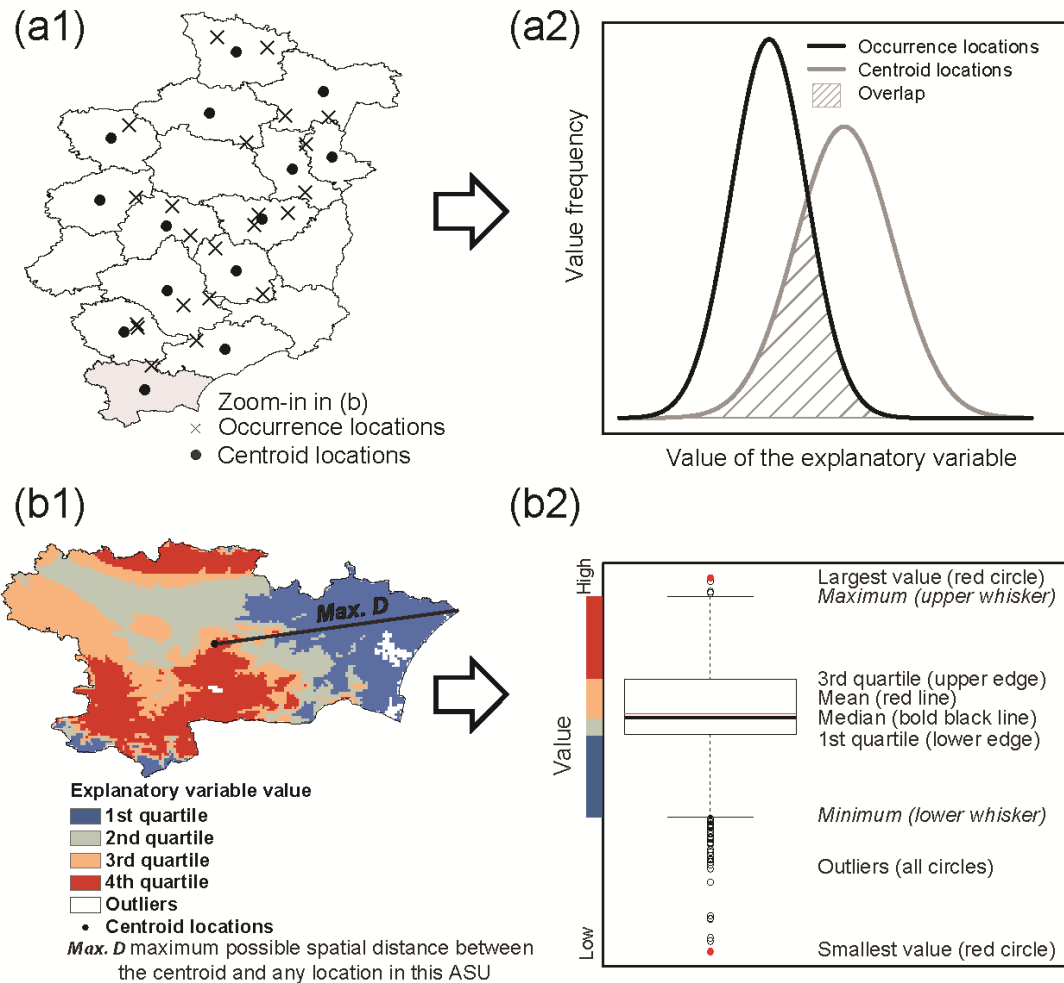 (a1)
Zoom-in in (b)
Occurrence locations
Centroid locations
(a2)
Occurrence locations
Centroid locations
Overlap
Value frequency
Value of the explanatory variable
(b1)
Max. D
Explanatory variable value
1st quartile
2nd quartile
3rd quartile
4th quartile
Outliers
Centroid locations
Max. D maximum possible spatial distance between
the centroid and any location in this ASU
(b2)
High
Value
Low
Largest value (red circle)
Maximum (upper whisker)
3rd quartile (upper edge)
Mean (red line)
Median (bold black line)
1st quartile (lower edge)
Minimum (lower whisker)
Outliers (all circles)
Smallest value (red circle)